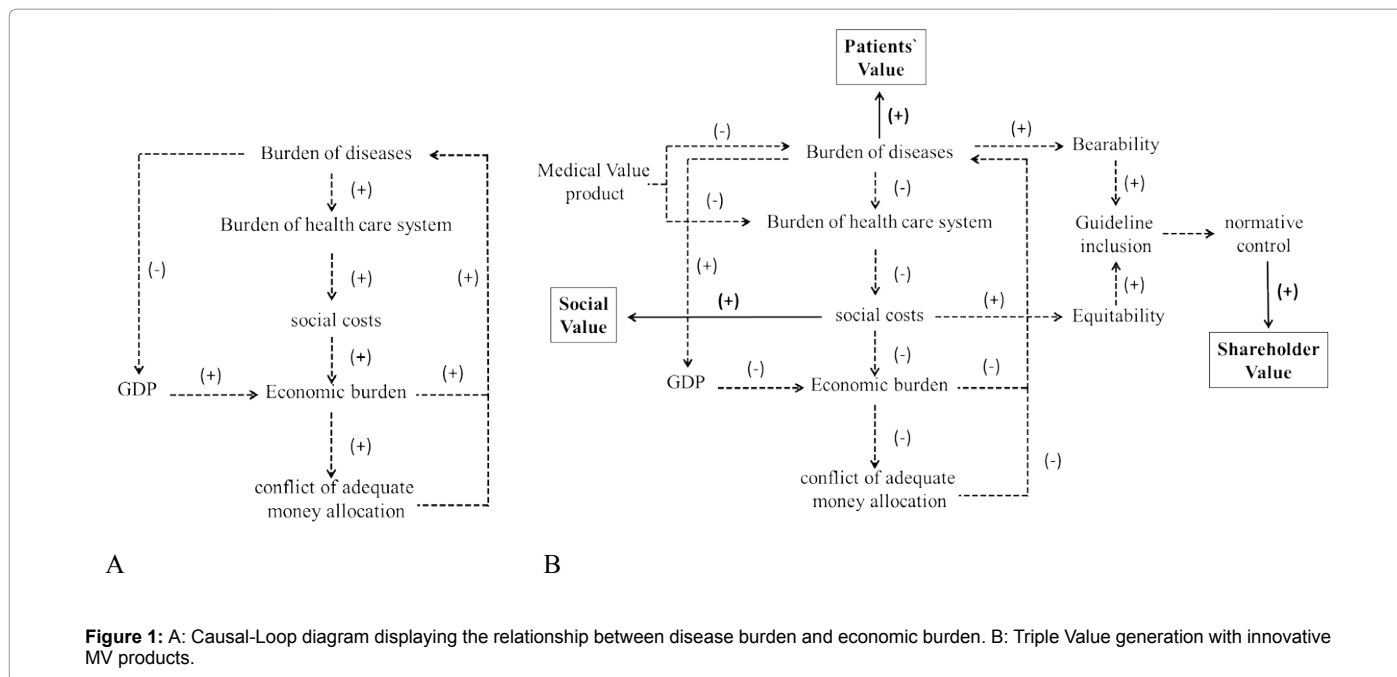 Burden of diseases
(+)
Burden of health care system
(-)
(+)
(+)
social costs
(+)
GDP
(+)
Economic burden
(+)
(+)
conflict of adequate
money allocation
A
Patients`
Value
(+)
(-)
Burden of diseases
(+)
Bearability
Medical Value
product
(-)
(+)
(-)
Burden of health care system
Guideline
inclusion
normative
control
(+)
(-)
(+)
(+)
Social
Value
(+)
social costs
(+)
Equitability
(-)
Shareholder
Value
GDP
(-)
Economic burden
(-)
(-)
(-)
conflict of adequate
money allocation
B
Figure 1: A: Causal-Loop diagram displaying the relationship between disease burden and economic burden. B: Triple Value generation with innovative
MV products.